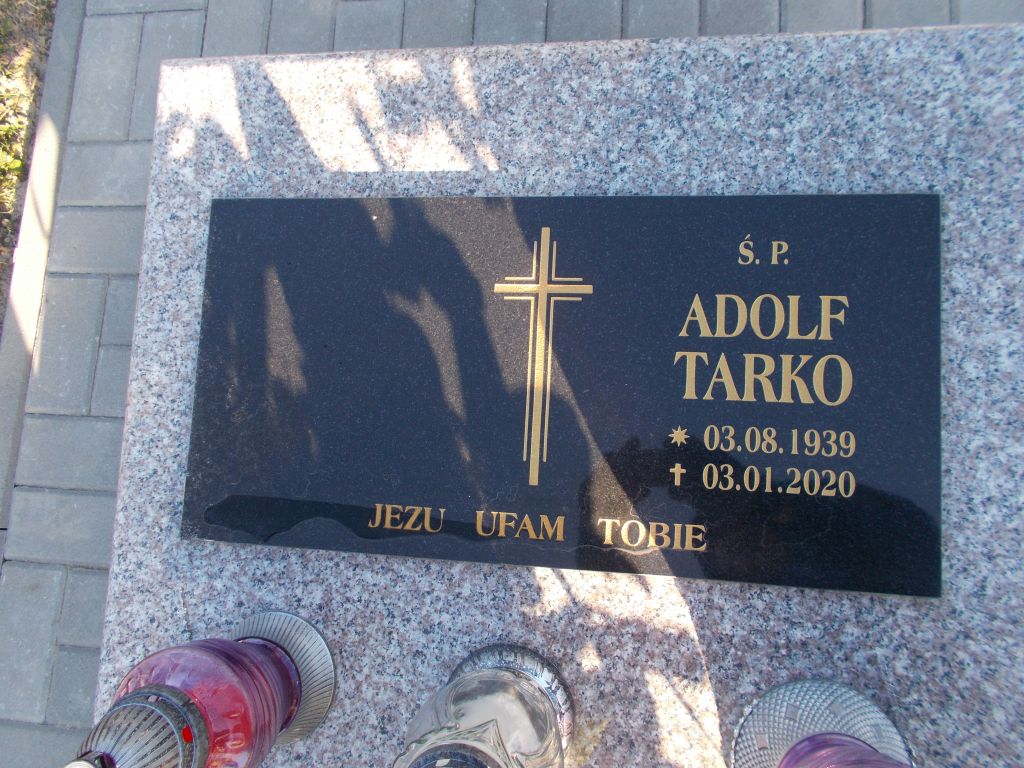 Ś. P.
ADOLF
TARKO
03.08.1939
03.01.2020
JEZU UFAM TOBIE